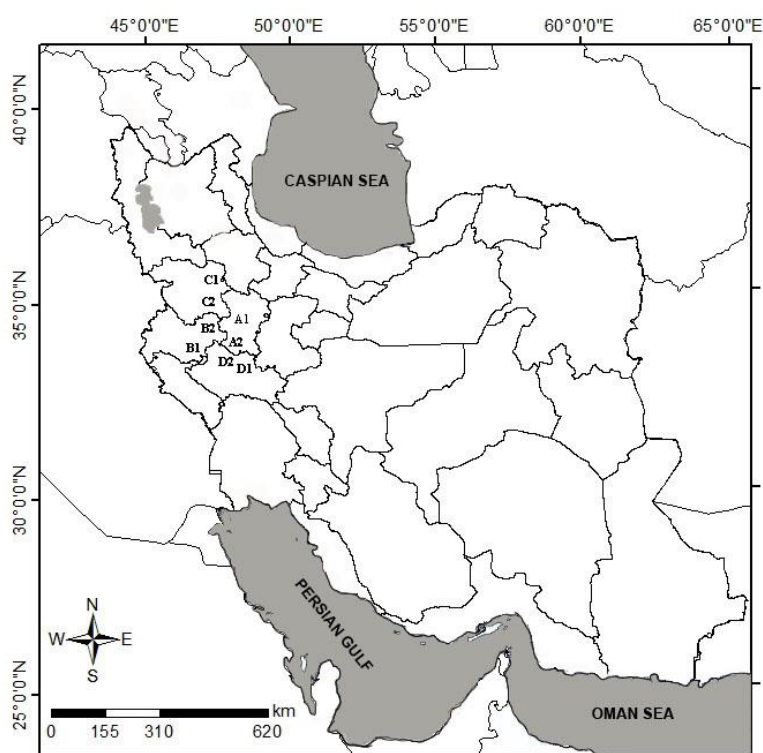 45°0'0"E 50°0'0"E 55°0'0"E 60°0'0"E 65°0'0"E
40°0'0"N
CASPIAN SEA
35°0'0"N
C1
C2
A1
B2
A2
B1
D2
D1
30°0'0"N
PERSIAN GULF
N
W E
S
25°0'0"N
km
0 155 310 620
OMAN SEA